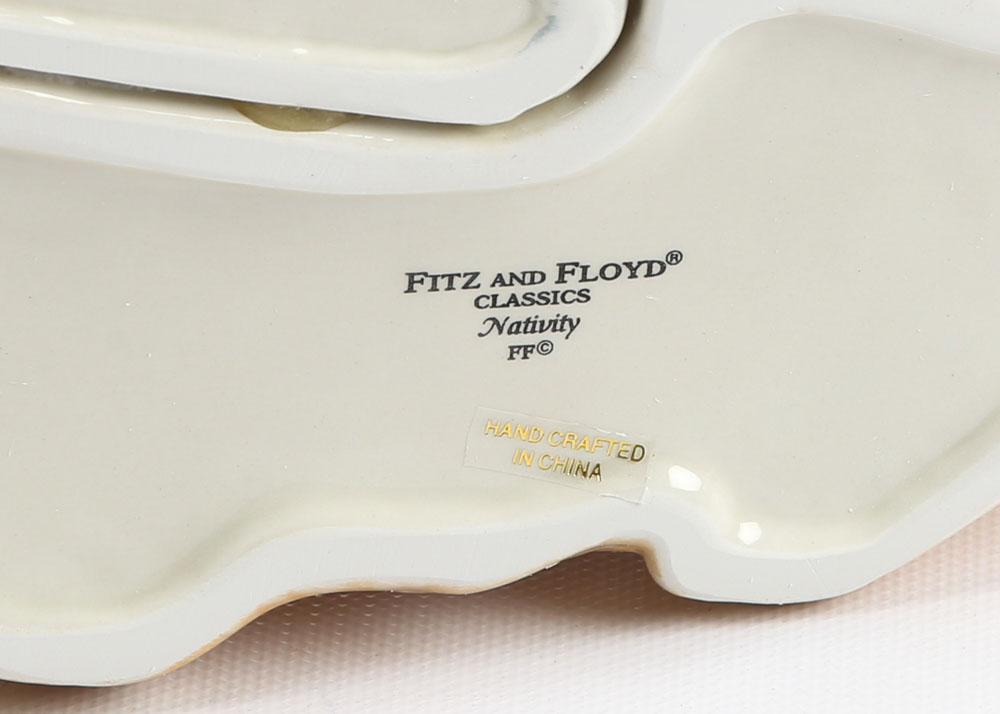 FITZ AND FLOYD®
CLASSICS
Nativity
FF©
HAND CRAFTED
IN CHINA